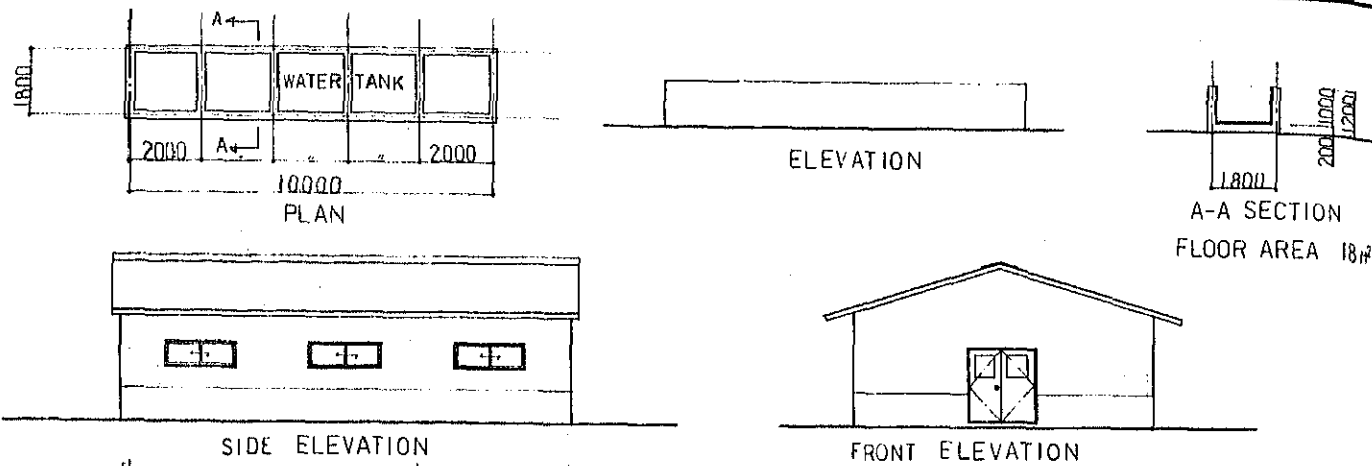 A
1800
WATER TANK
2000 A „ „ 2000
10000
PLAN
ELEVATION
200 1000
1200
1800
A-A SECTION
FLOOR AREA 18㎡
SIDE ELEVATION
FRONT ELEVATION